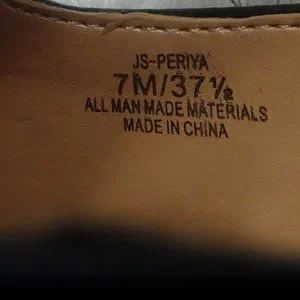 JS-PERIYA
7M/37½
ALL MAN MADE MATERIALS
MADE IN CHINA